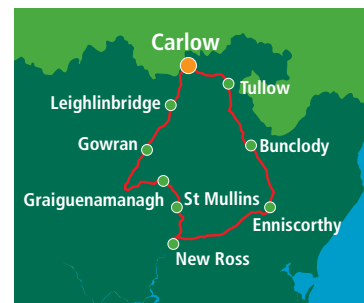 Carlow
Tullow
Leighlinbridge
Gowran
Bunclody
Graiguenamanagh
St Mullins
Enniscorthy
New Ross